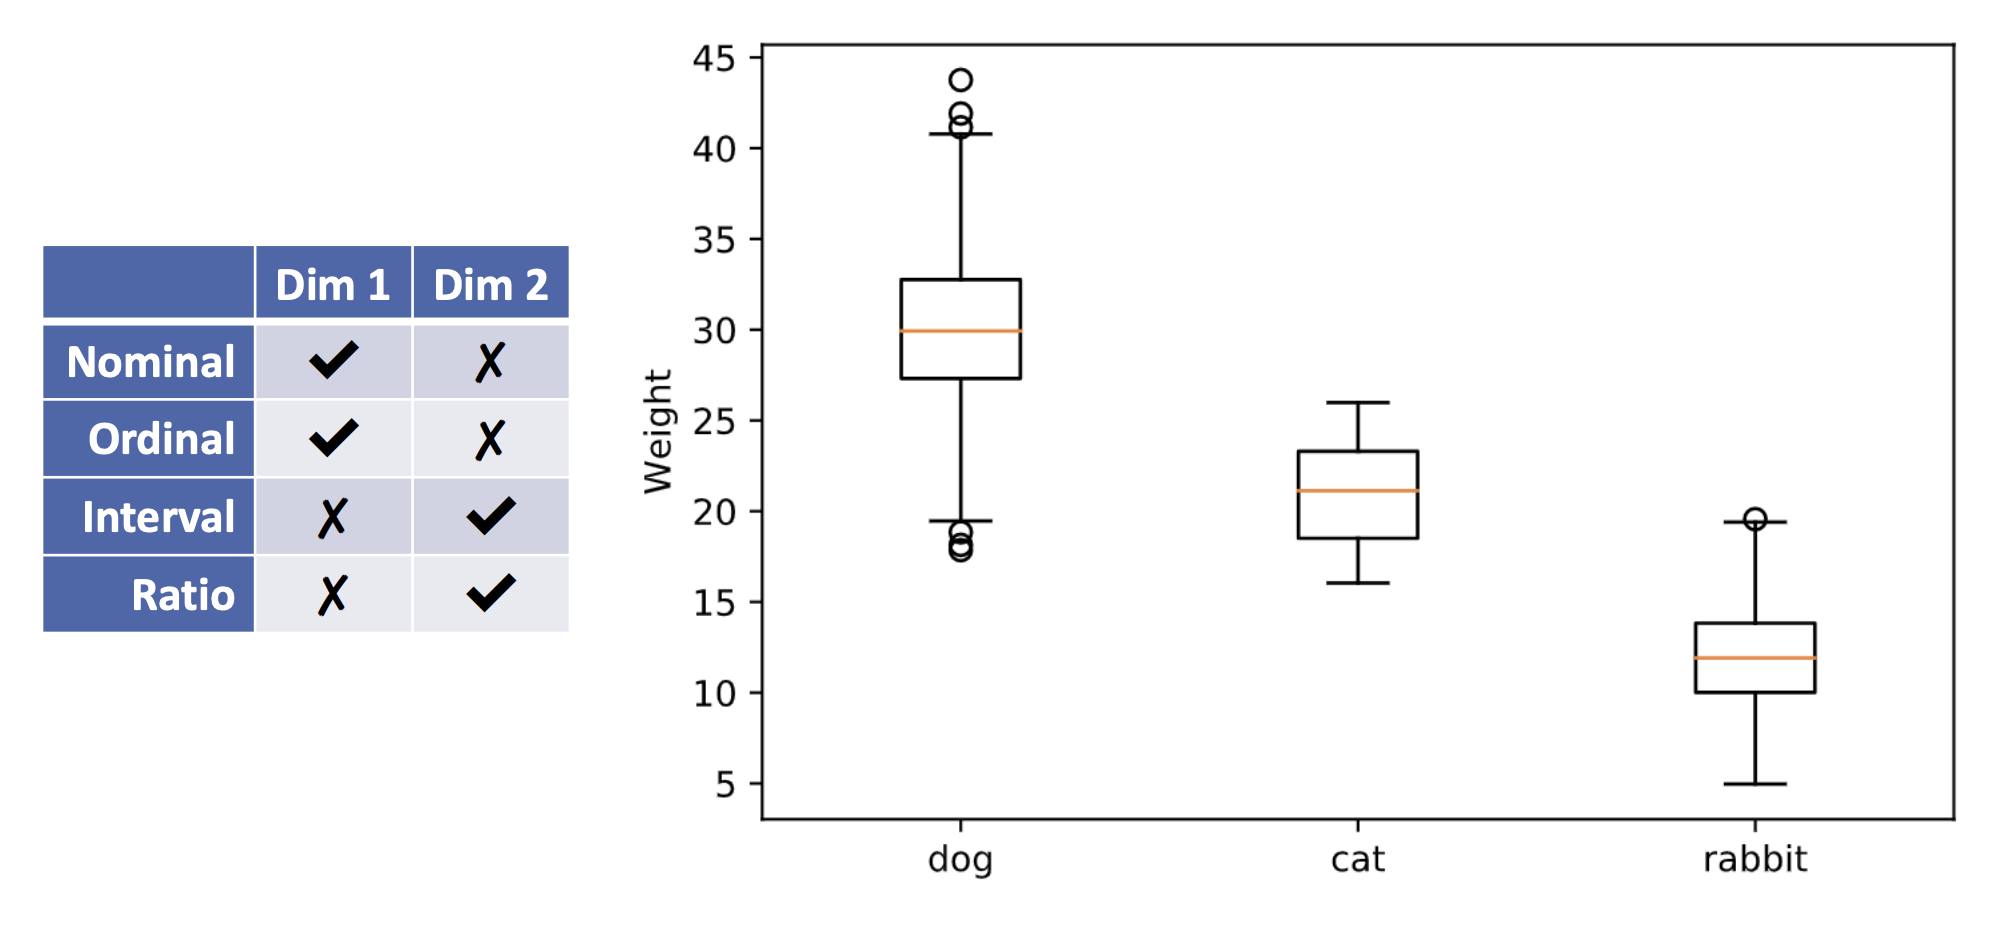 Dim 1 Dim 2
Nominal ✔ ✗
Ordinal ✔ ✗
Interval ✗ ✔
Ratio ✗ ✔
Weight
45
40
35
30
25
20
15
10
5
dog cat rabbit